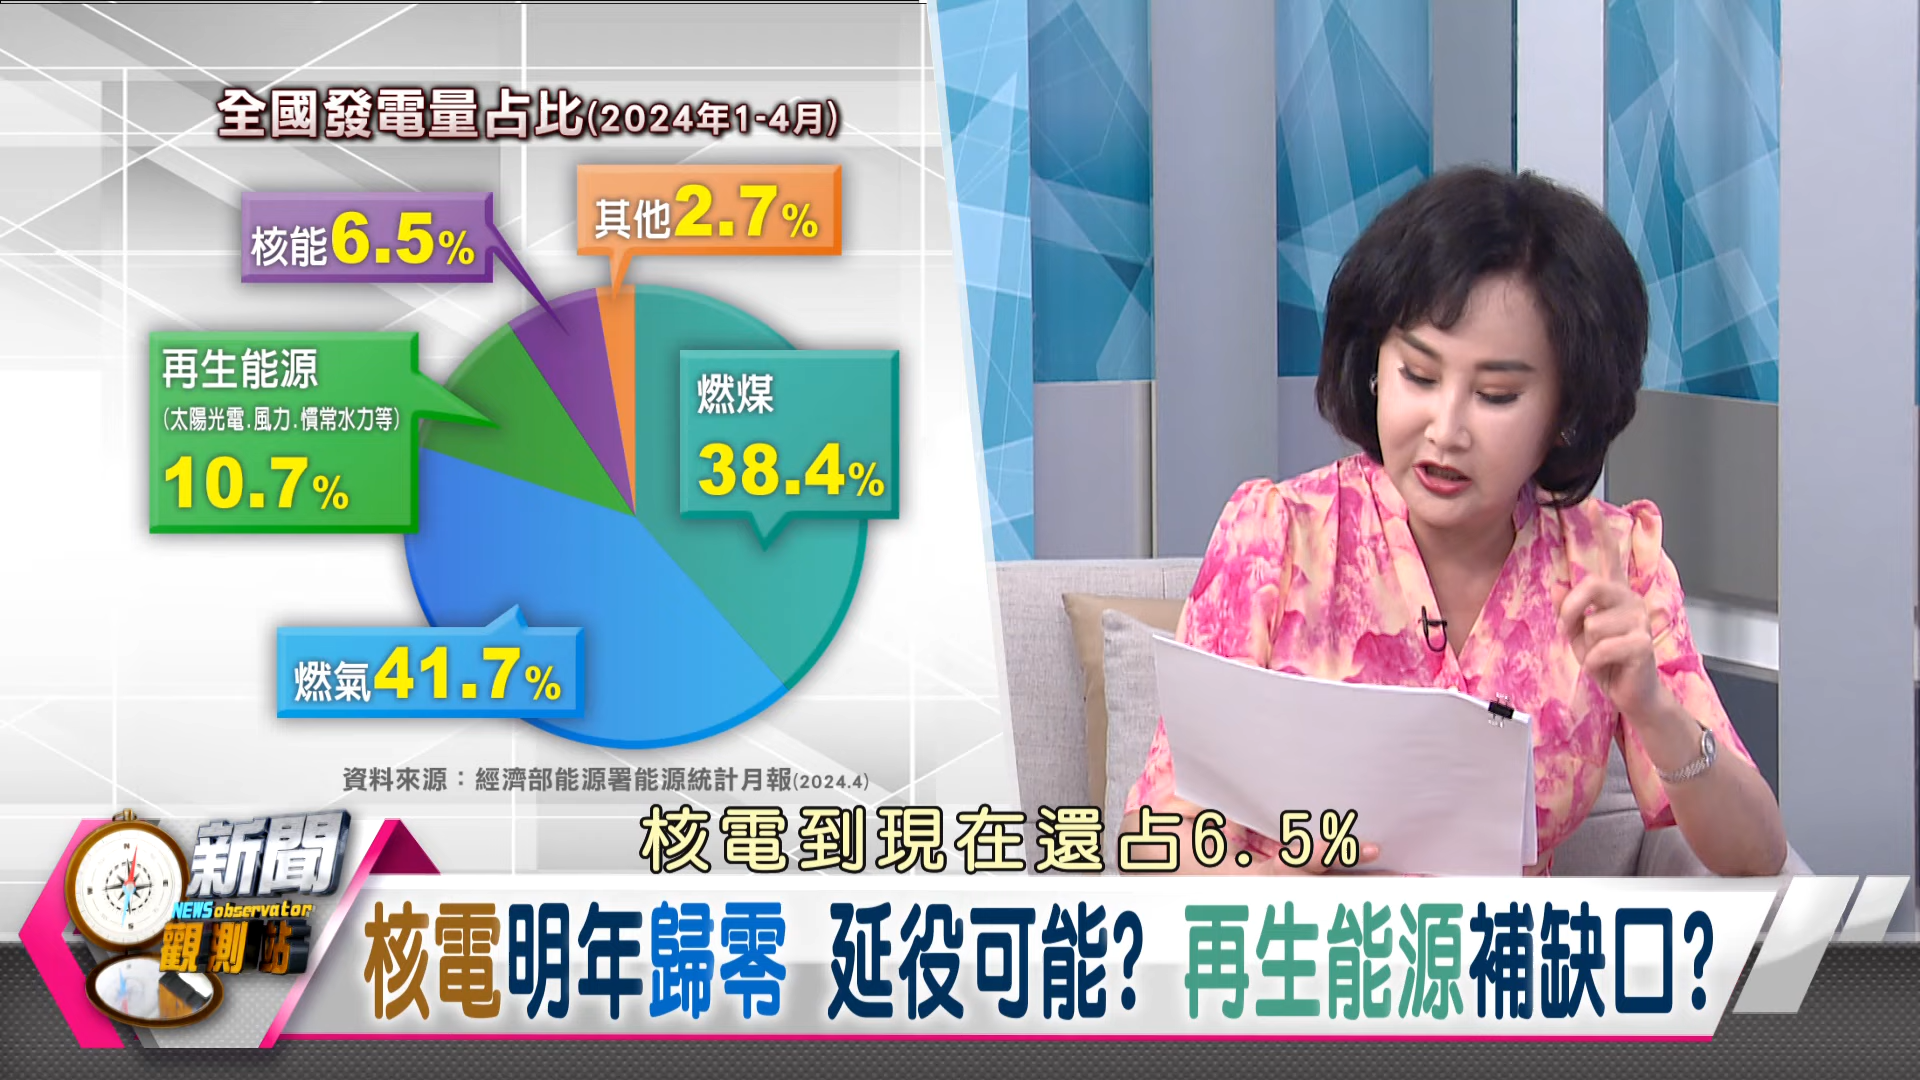 全國發電量占比(2024年1-4月)
核能6.5%
其他2.7%
再生能源
(太陽光電.風力.慣常水力等)
10.7%
燃煤
38.4%
燃氣41.7%
資料來源：經濟部能源署能源統計月報(2024.4)
核電到現在還占6.5%
新聞
NEWS observator
觀測站
核電明年歸零 延役可能? 再生能源補缺口?